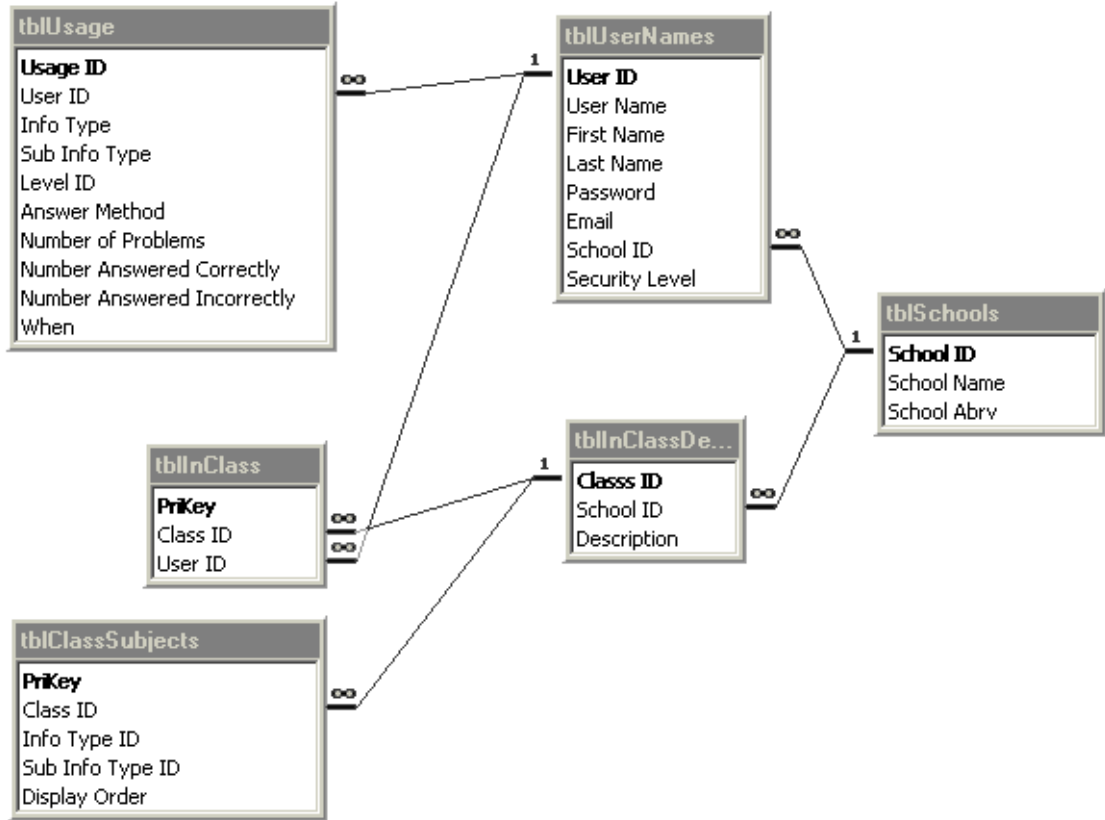 tblUsage
Usage ID
User ID
Info Type
Sub Info Type
Level ID
Answer Method
Number of Problems
Number Answered Correctly
Number Answered Incorrectly
When
∞
1
tblUserNames
User ID
User Name
First Name
Last Name
Password
Email
School ID
Security Level
∞
1
tblSchools
School ID
School Name
School Abrv
tblInClass
PriKey
Class ID
User ID
∞
∞
1
tblInClassDe...
Classs ID
School ID
Description
∞
tblClassSubjects
PriKey
Class ID
Info Type ID
Sub Info Type ID
Display Order
∞